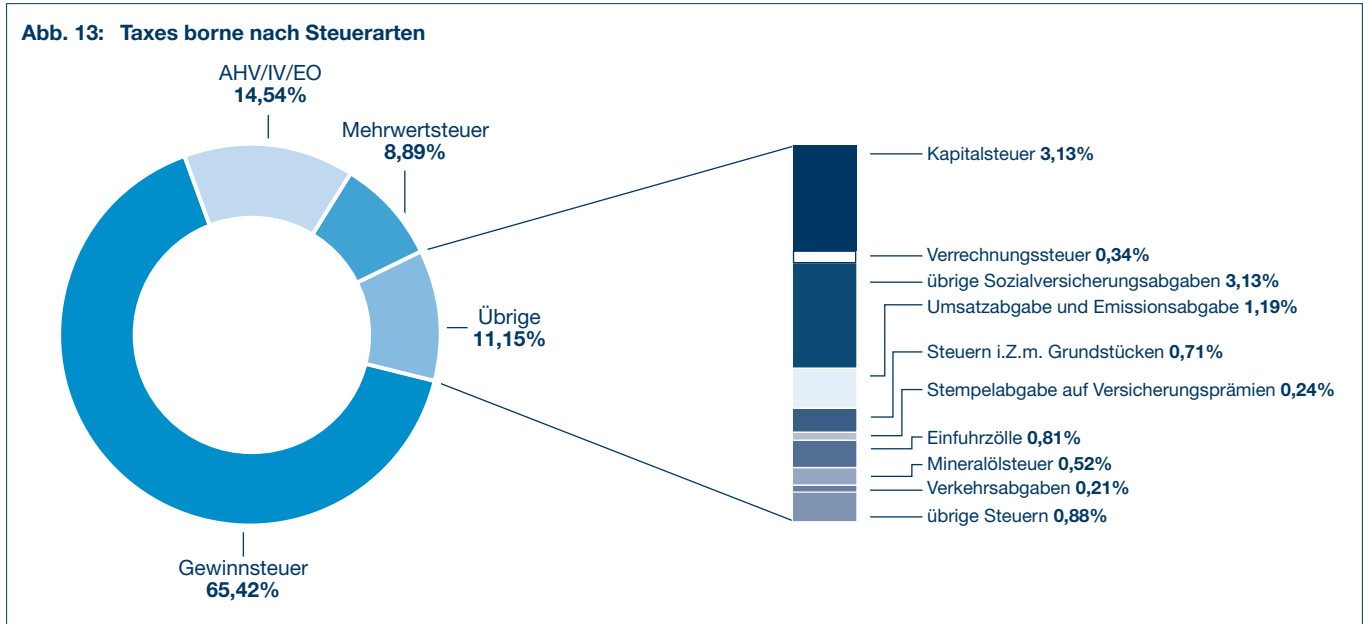 Abb. 13: Taxes borne nach Steuerarten
AHV/IV/EO
14,54%
Mehrwertsteuer
8,89%
Übrige
11,15%
Gewinnsteuer
65,42%
Kapitalsteuer 3,13%
Verrechnungssteuer 0,34%
übrige Sozialversicherungsabgaben 3,13%
Umsatzabgabe und Emissionsabgabe 1,19%
Steuern i.Z.m. Grundstücken 0,71%
Stempelabgabe auf Versicherungsprämien 0,24%
Einfuhrzölle 0,81%
Mineralölsteuer 0,52%
Verkehrsabgaben 0,21%
übrige Steuern 0,88%